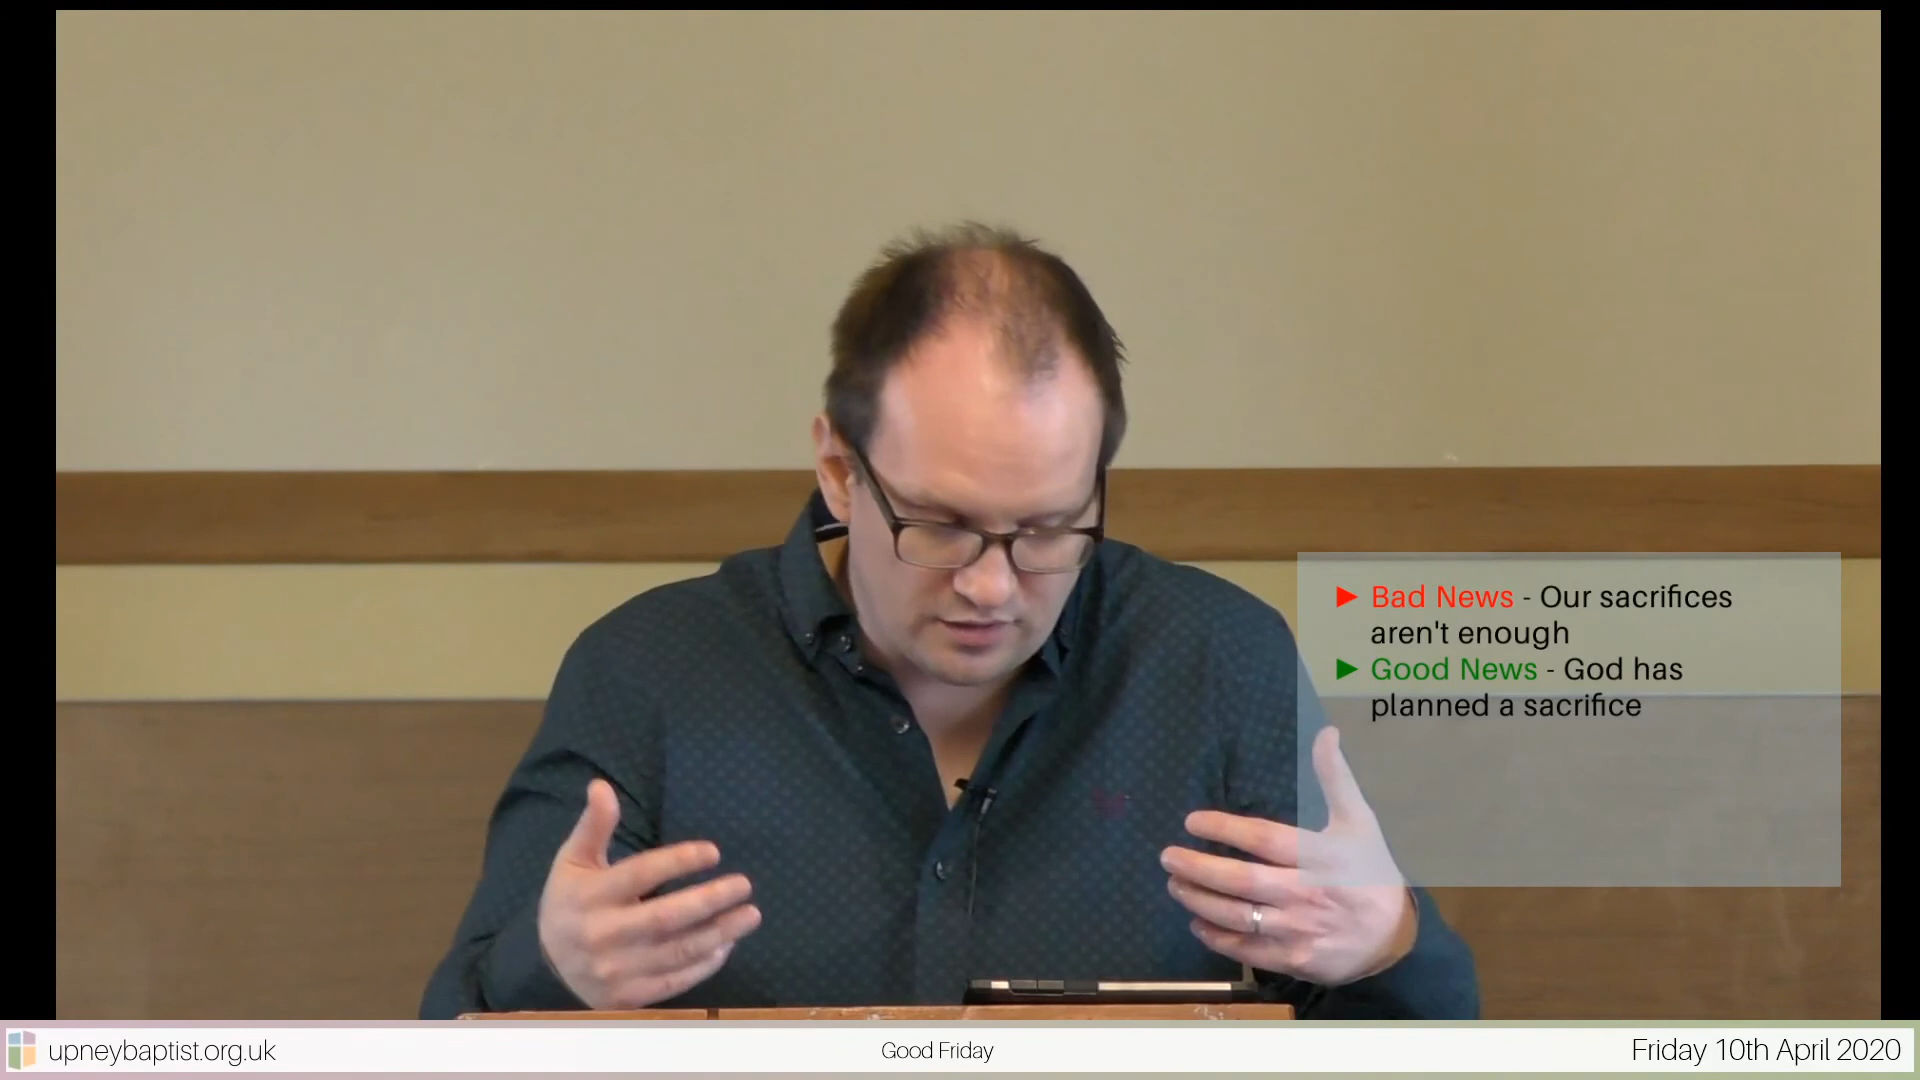 ► Bad News - Our sacrifices
aren't enough
► Good News - God has
planned a sacrifice
upneybaptist.org.uk
Good Friday
Friday 10th April 2020